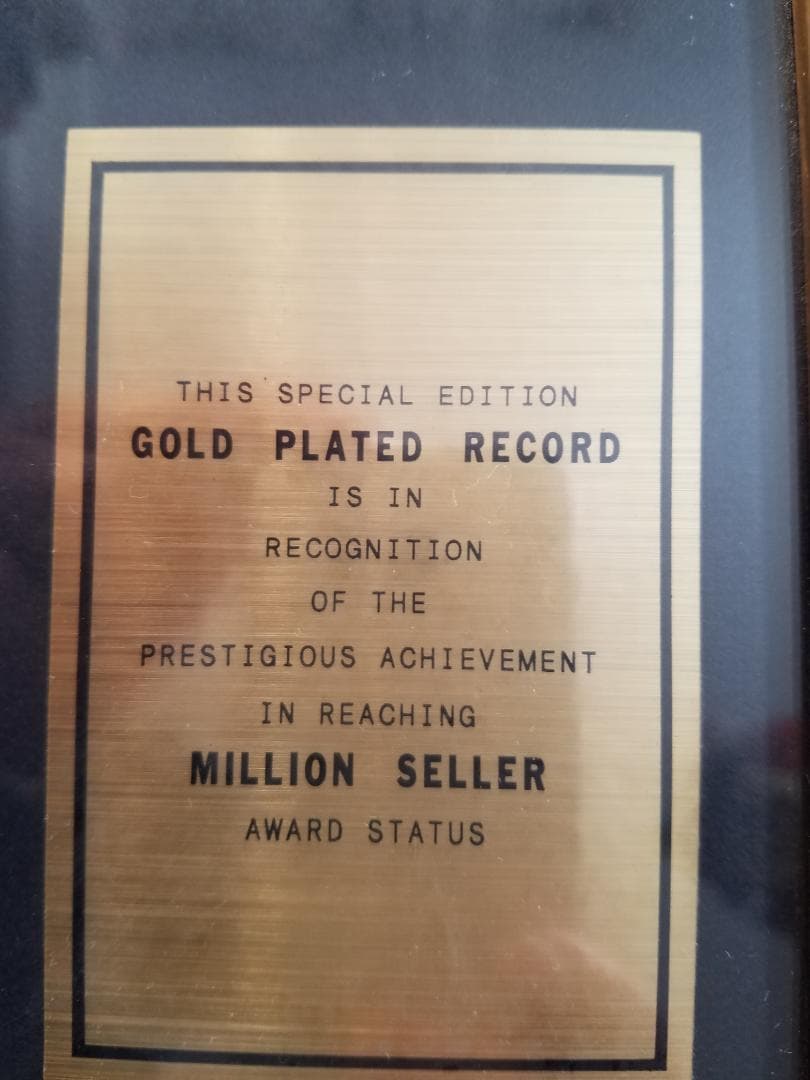 THIS SPECIAL EDITION
GOLD PLATED RECORD
IS IN
RECOGNITION
OF THE
PRESTIGIOUS ACHIEVEMENT
IN REACHING
MILLION SELLER
AWARD STATUS